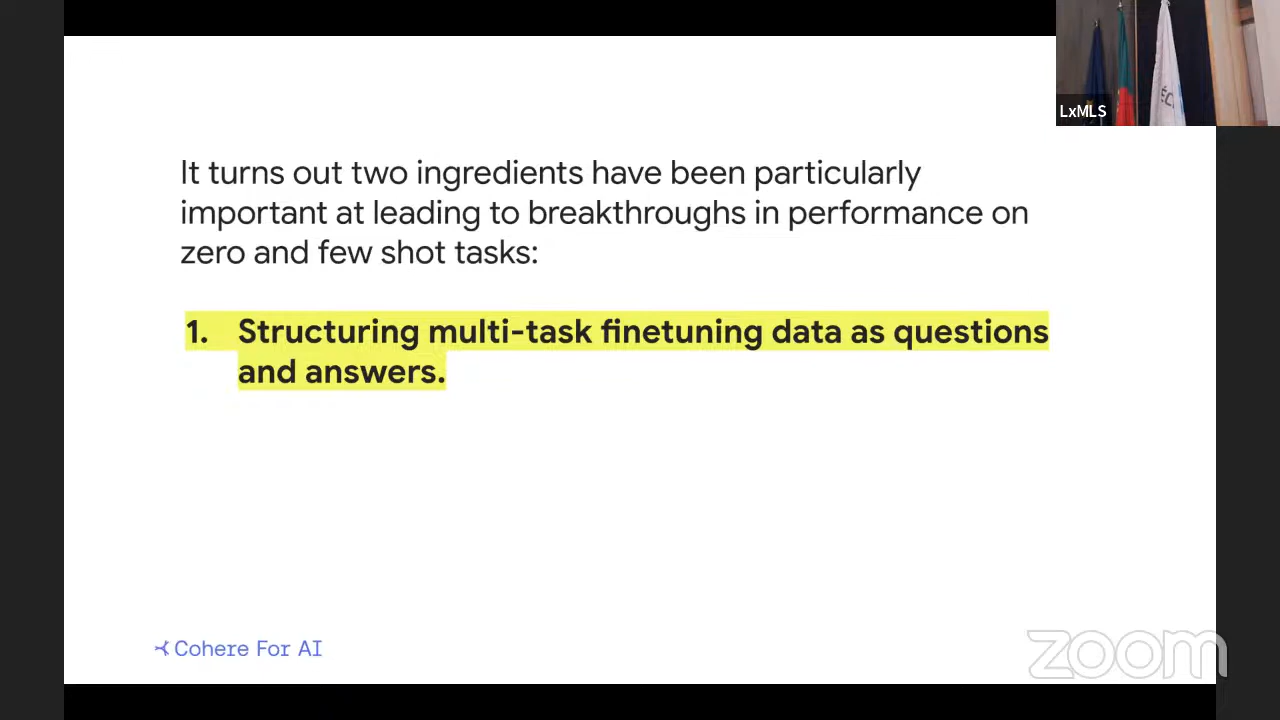 LxMLS
It turns out two ingredients have been particularly
important at leading to breakthroughs in performance on
zero and few shot tasks:
1. Structuring multi-task finetuning data as questions
and answers.
Cohere For AI
zoom